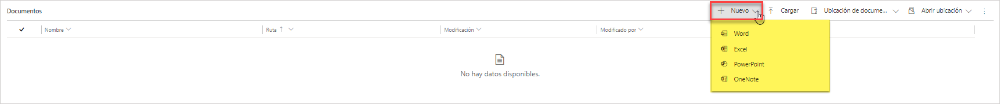 Documentos
Nuevo
Cargar
Ubicación de docume...
Abrir ubicación
Nombre
Ruta
Modificación
Modificado por
Word
Excel
PowerPoint
OneNote
No hay datos disponibles.